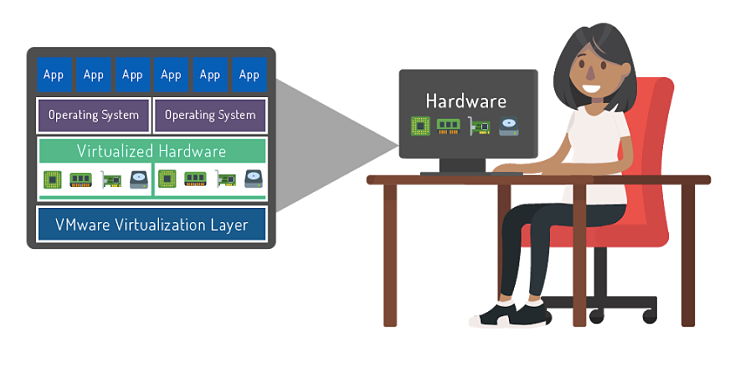 App App App App App App
Operating System Operating System
Virtualized Hardware
VMware Virtualization Layer
Hardware